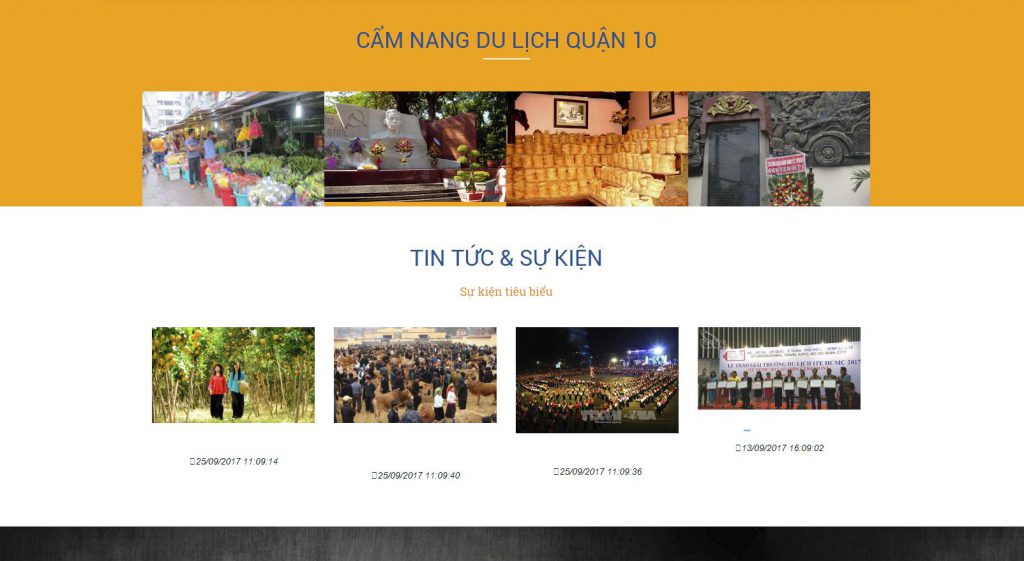 CẨM NANG DU LỊCH QUẬN 10
TIN TỨC & SỰ KIỆN
Sự kiện tiêu biểu
LỄ TRAO GIẢI THƯỞNG DU LỊCH ITE HCMC 2017
25/09/2017 11:09:14
25/09/2017 11:09:40
25/09/2017 11:09:36
13/09/2017 16:09:02